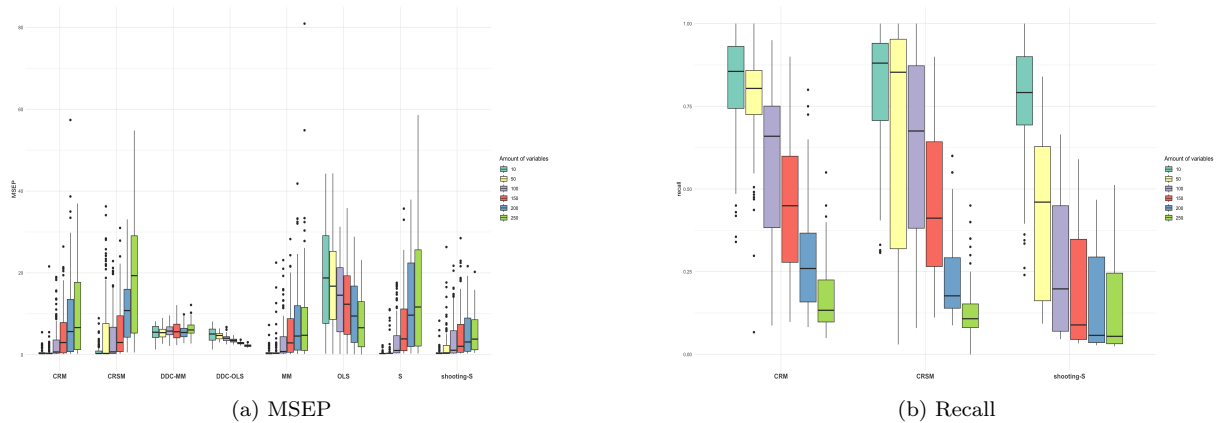 80
60
40
20
0
MSEP
CRM
CRSM
DDC-MM
DDC-OLS
MM
OLS
S
shooting-S
Amount of variables
10
50
100
150
200
250
(a) MSEP
1.00
0.75
0.50
0.25
0.00
recall
CRM
CRSM
shooting-S
Amount of variables
10
50
100
150
200
250
(b) Recall